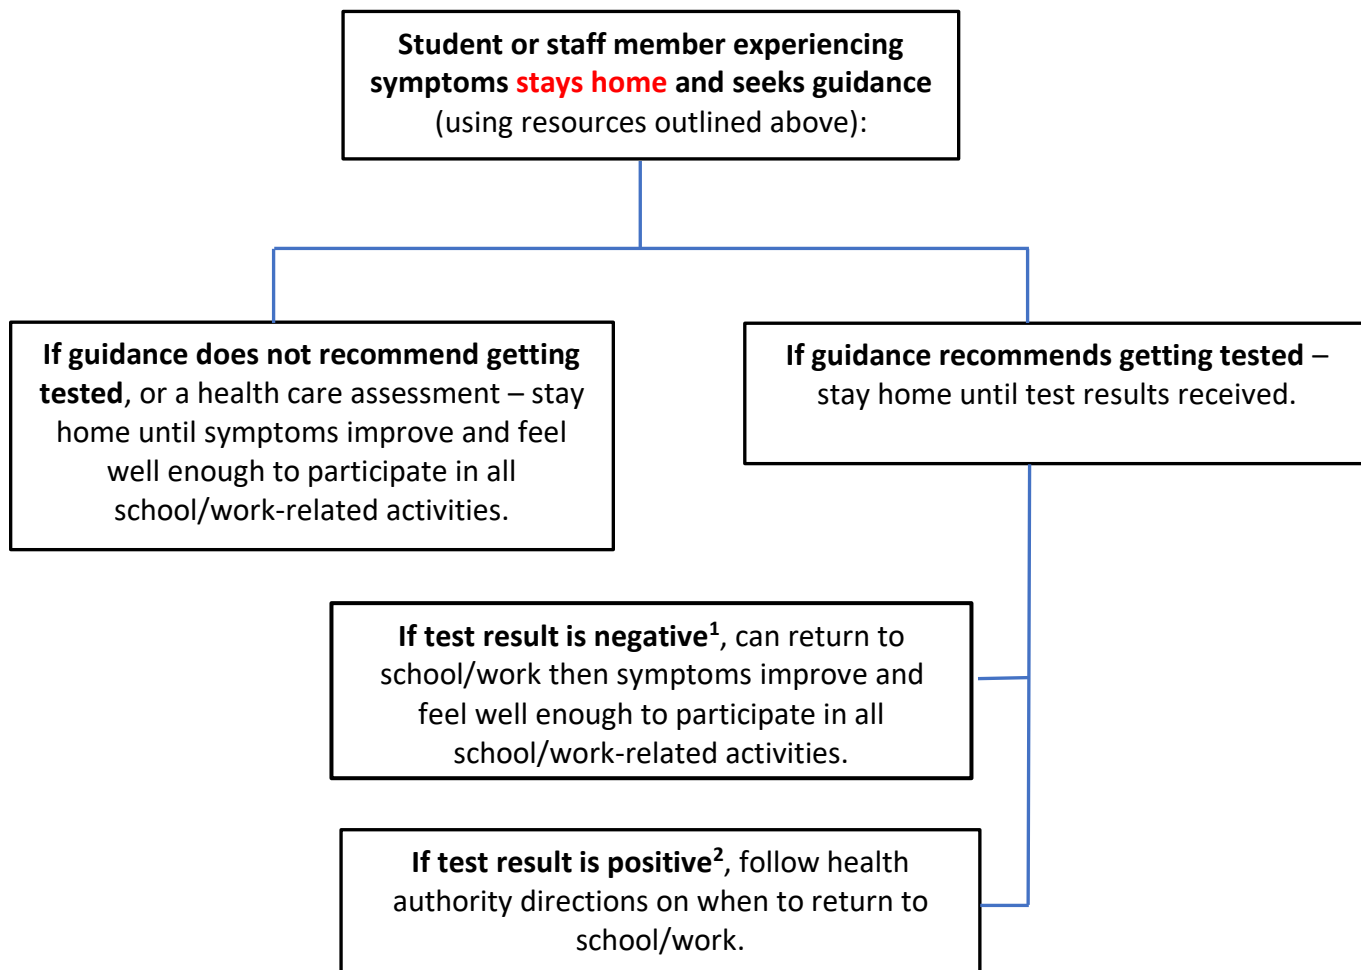 Student or staff member experiencing
symptoms stays home and seeks guidance
(using resources outlined above):
If guidance does not recommend getting
tested, or a health care assessment – stay
home until symptoms improve and feel
well enough to participate in all
school/work-related activities.
If guidance recommends getting tested –
stay home until test results received.
If test result is negative¹, can return to
school/work then symptoms improve and
feel well enough to participate in all
school/work-related activities.
If test result is positive², follow health
authority directions on when to return to
school/work.